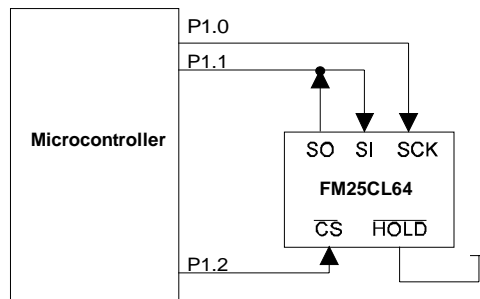 P1.0
P1.1
Microcontroller
SO SI SCK
FM25CL64
CS HOLD
P1.2